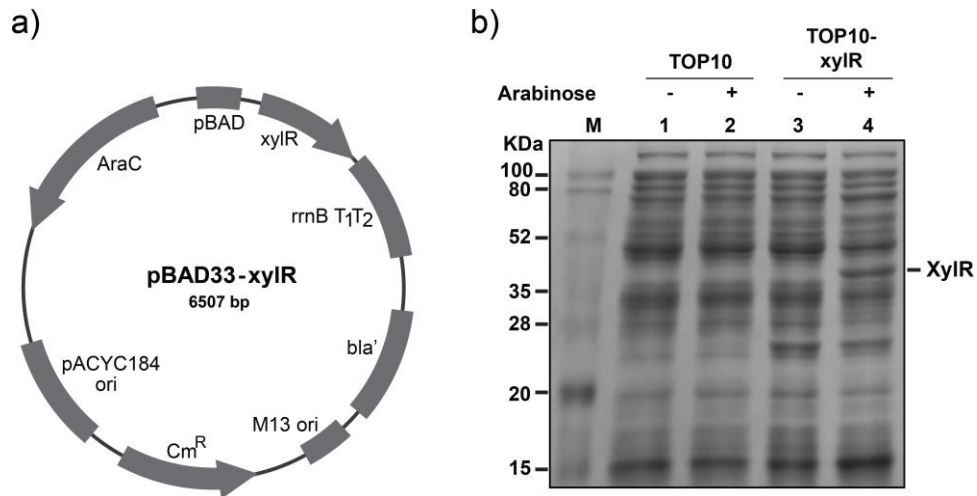 a)
pBAD
xylR
AraC
rrnB T1T2
pBAD33-xylR
6507 bp
bla'
pACYC184
ori
M13 ori
CmR
b)
TOP10
TOP10-
xylR
Arabinose - + - +
M 1 2 3 4
KDa
100
80
52
XylR
35
28
20
15